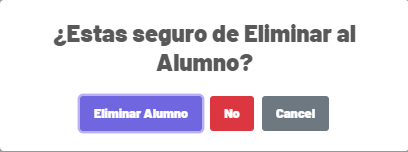 ¿Estas seguro de Eliminar al
Alumno?
Eliminar Alumno No Cancel